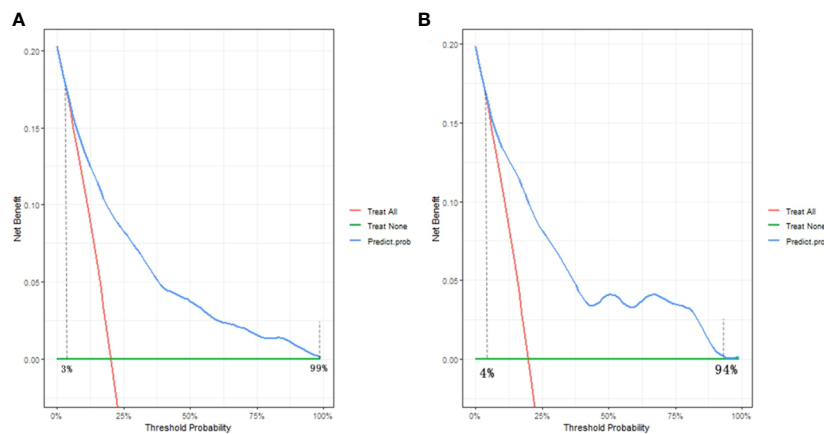 A
0.20
0.15
0.10
0.05
0.00
Net Benefit
3%
99%
0%
25%
50%
75%
100%
Threshold Probability
Treat All
Treat None
Predict.prob
B
0.20
0.15
0.10
0.05
0.00
Net Benefit
4%
94%
0%
25%
50%
75%
100%
Threshold Probability
Treat All
Treat None
Predict.prob